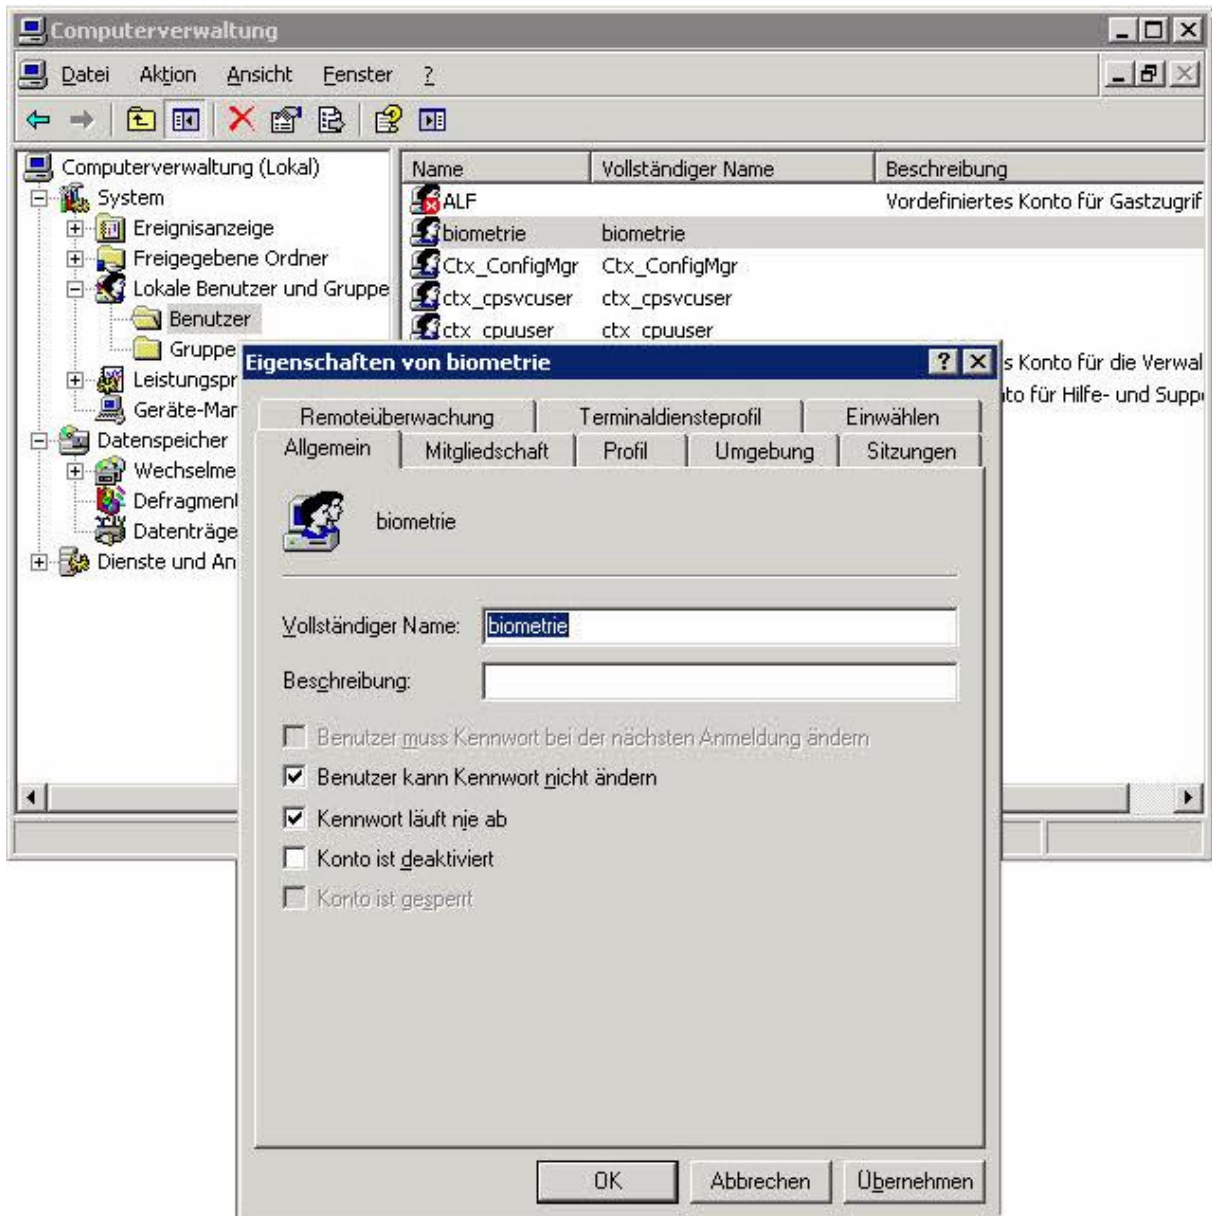 Computerverwaltung
Datei Aktion Ansicht Fenster ?
Computerverwaltung (Lokal)
System
Ereignisanzeige
Freigegebene Ordner
Lokale Benutzer und Gruppe
Benutzer
Gruppe
Leistungspr
Geräte-Mar
Datenspeicher
Wechselme
Defragment
Datenträge
Dienste und An
Name Vollständiger Name Beschreibung
ALF Vordefiniertes Konto für Gastzugrif
biometrie biometrie
Ctx_ConfigMgr Ctx_ConfigMgr
ctx_cpsvcuser ctx_cpsvcuser
ctx_cpuuser ctx_cpuuser
s Konto für die Verwal
to für Hilfe- und Supp
Eigenschaften von biometrie
Remoteüberwachung Terminaldiensteprofil Einwählen
Allgemein Mitgliedschaft Profil Umgebung Sitzungen
biometrie
Vollständiger Name: biometrie
Beschreibung:
Benutzer muss Kennwort bei der nächsten Anmeldung ändern
Benutzer kann Kennwort nicht ändern
Kennwort läuft nie ab
Konto ist deaktiviert
Konto ist gesperrt
OK Abbrechen Übernehmen